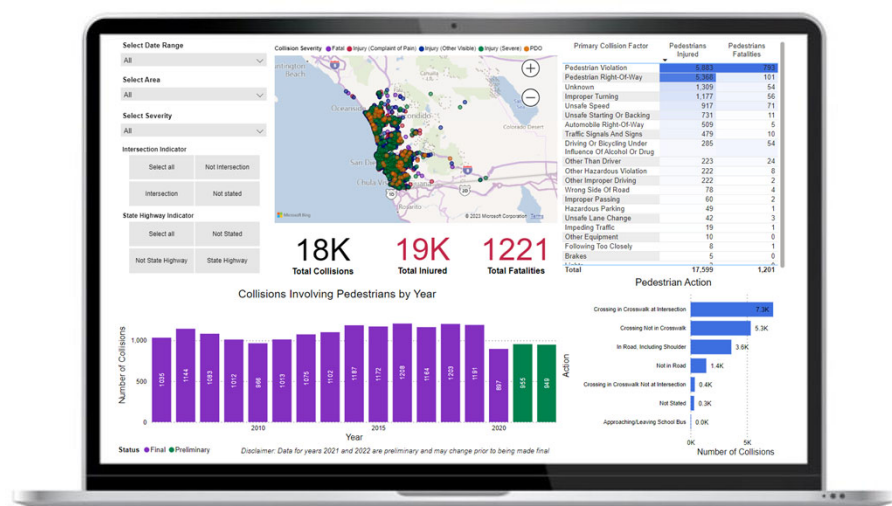 Select Date Range
All
Select Area
All
Select Severity
All
Intersection Indicator
Select all
Not Intersection
Intersection
Not stated
State Highway Indicator
Select all
Not Stated
Not State Highway
State Highway
Collision Severity Fatal Injury (Complaint of Pain) Injury (Other Visible) Injury (Severe) PDO
Beach
Oceanside
Colorado Desert
Chula
Rosarito
Microsoft Bing
© 2023 Microsoft Corporation Terms
18K
Total Collisions
19K
Total Injured
1221
Total Fatalities
Primary Collision Factor Pedestrians Injured Pedestrians Fatalities
Pedestrian Violation 793
Pedestrian Right-Of-Way 5,368 101
Unknown 1,309 54
Improper Turning 1,177 56
Unsafe Speed 917 71
Unsafe Starting Or Backing 731 11
Automobile Right-Of-Way 509 5
Traffic Signals And Signs 479 10
Driving Or Bicycling Under 285 54
Influence Of Alcohol Or Drug
Other Than Driver 223 24
Other Hazardous Violation 222 8
Other Improper Driving 222 2
Wrong Side Of Road 78 4
Improper Passing 60 2
Hazardous Parking 49 1
Unsafe Lane Change 42 3
Impeding Traffic 19 1
Other Equipment 10 0
Following Too Closely 8 1
Brakes 5 0
Total 17,599 1,201
Collisions Involving Pedestrians by Year
Number of Collisions
1,000
500
0
1035
1144
1083
1012
966
1013
1075
1102
1187
1172
1208
1164
1203
1191
897
955
949
2010
2015
2020
Year
Status Final Preliminary
Disclaimer: Data for years 2021 and 2022 are preliminary and may change prior to being made final
Pedestrian Action
Action
Crossing in Crosswalk at Intersection 7.3K
Crossing Not in Crosswalk 5.3K
In Road, Including Shoulder 3.6K
Not in Road 1.4K
Crossing in Crosswalk Not at Intersection 0.4K
Not Stated 0.3K
Approaching/Leaving School Bus 0.0K
0K
5K
Number of Collisions